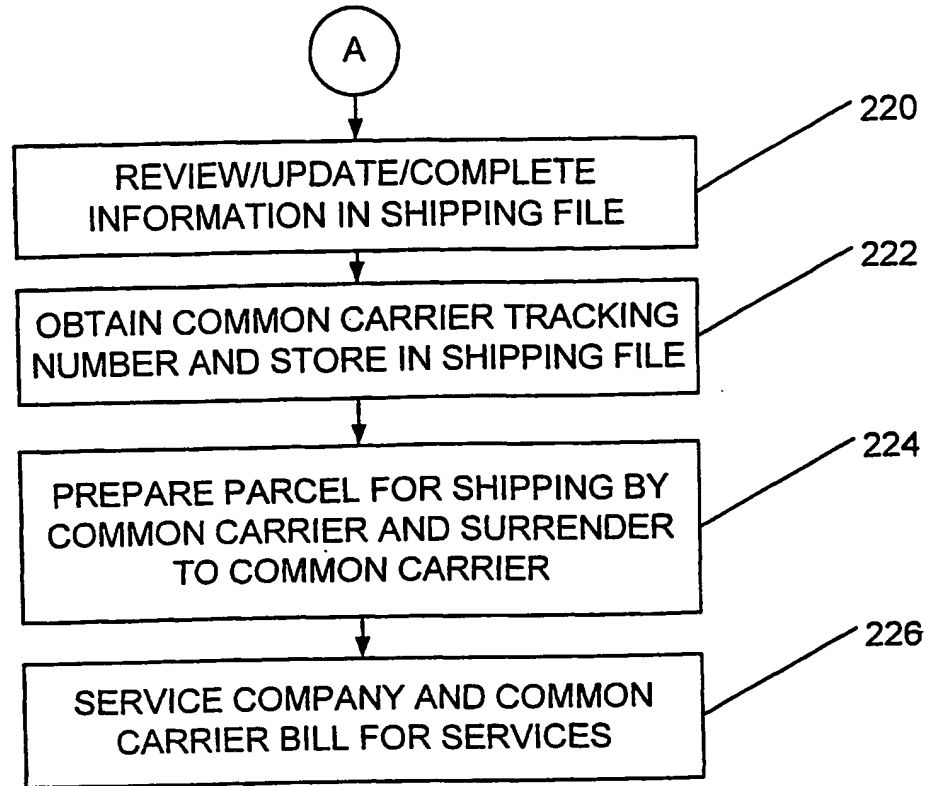 A
220
REVIEW/UPDATE/COMPLETE
INFORMATION IN SHIPPING FILE
222
OBTAIN COMMON CARRIER TRACKING
NUMBER AND STORE IN SHIPPING FILE
224
PREPARE PARCEL FOR SHIPPING BY
COMMON CARRIER AND SURRENDER
TO COMMON CARRIER
226
SERVICE COMPANY AND COMMON
CARRIER BILL FOR SERVICES